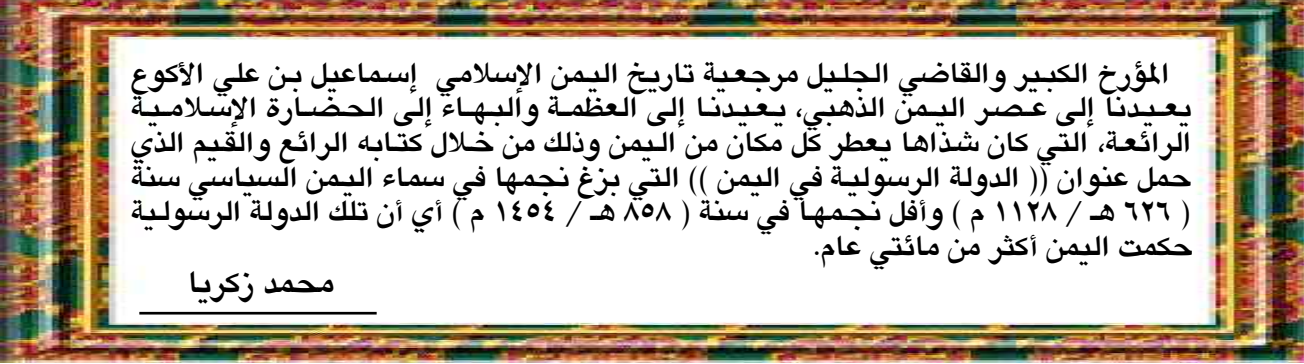 المؤرخ الكبير والقاضي الجليل مرجعية تاريخ اليمن الإسلامي إسماعيل بن علي الأكوع
يعيدنا إلى عصر اليمن الذهبي، يعيدنا إلى العظمة والبهاء إلى الحضارة الإسلامية
الرائعة، التي كان شذاها يعطر كل مكان من اليمن وذلك من خلال كتابه الرائع والقيم الذي
حمل عنوان (( الدولة الرسولية في اليمن )) التي بزغ نجمها في سماء اليمن السياسي سنة
( ٦٢٦ هـ / ١١٢٨ م ) وأفل نجمها في سنة ( ٨٥٨ هـ / ١٤٥٤ م ) أي أن تلك الدولة الرسولية
حكمت اليمن أكثر من مائتي عام.
محمد زكريا